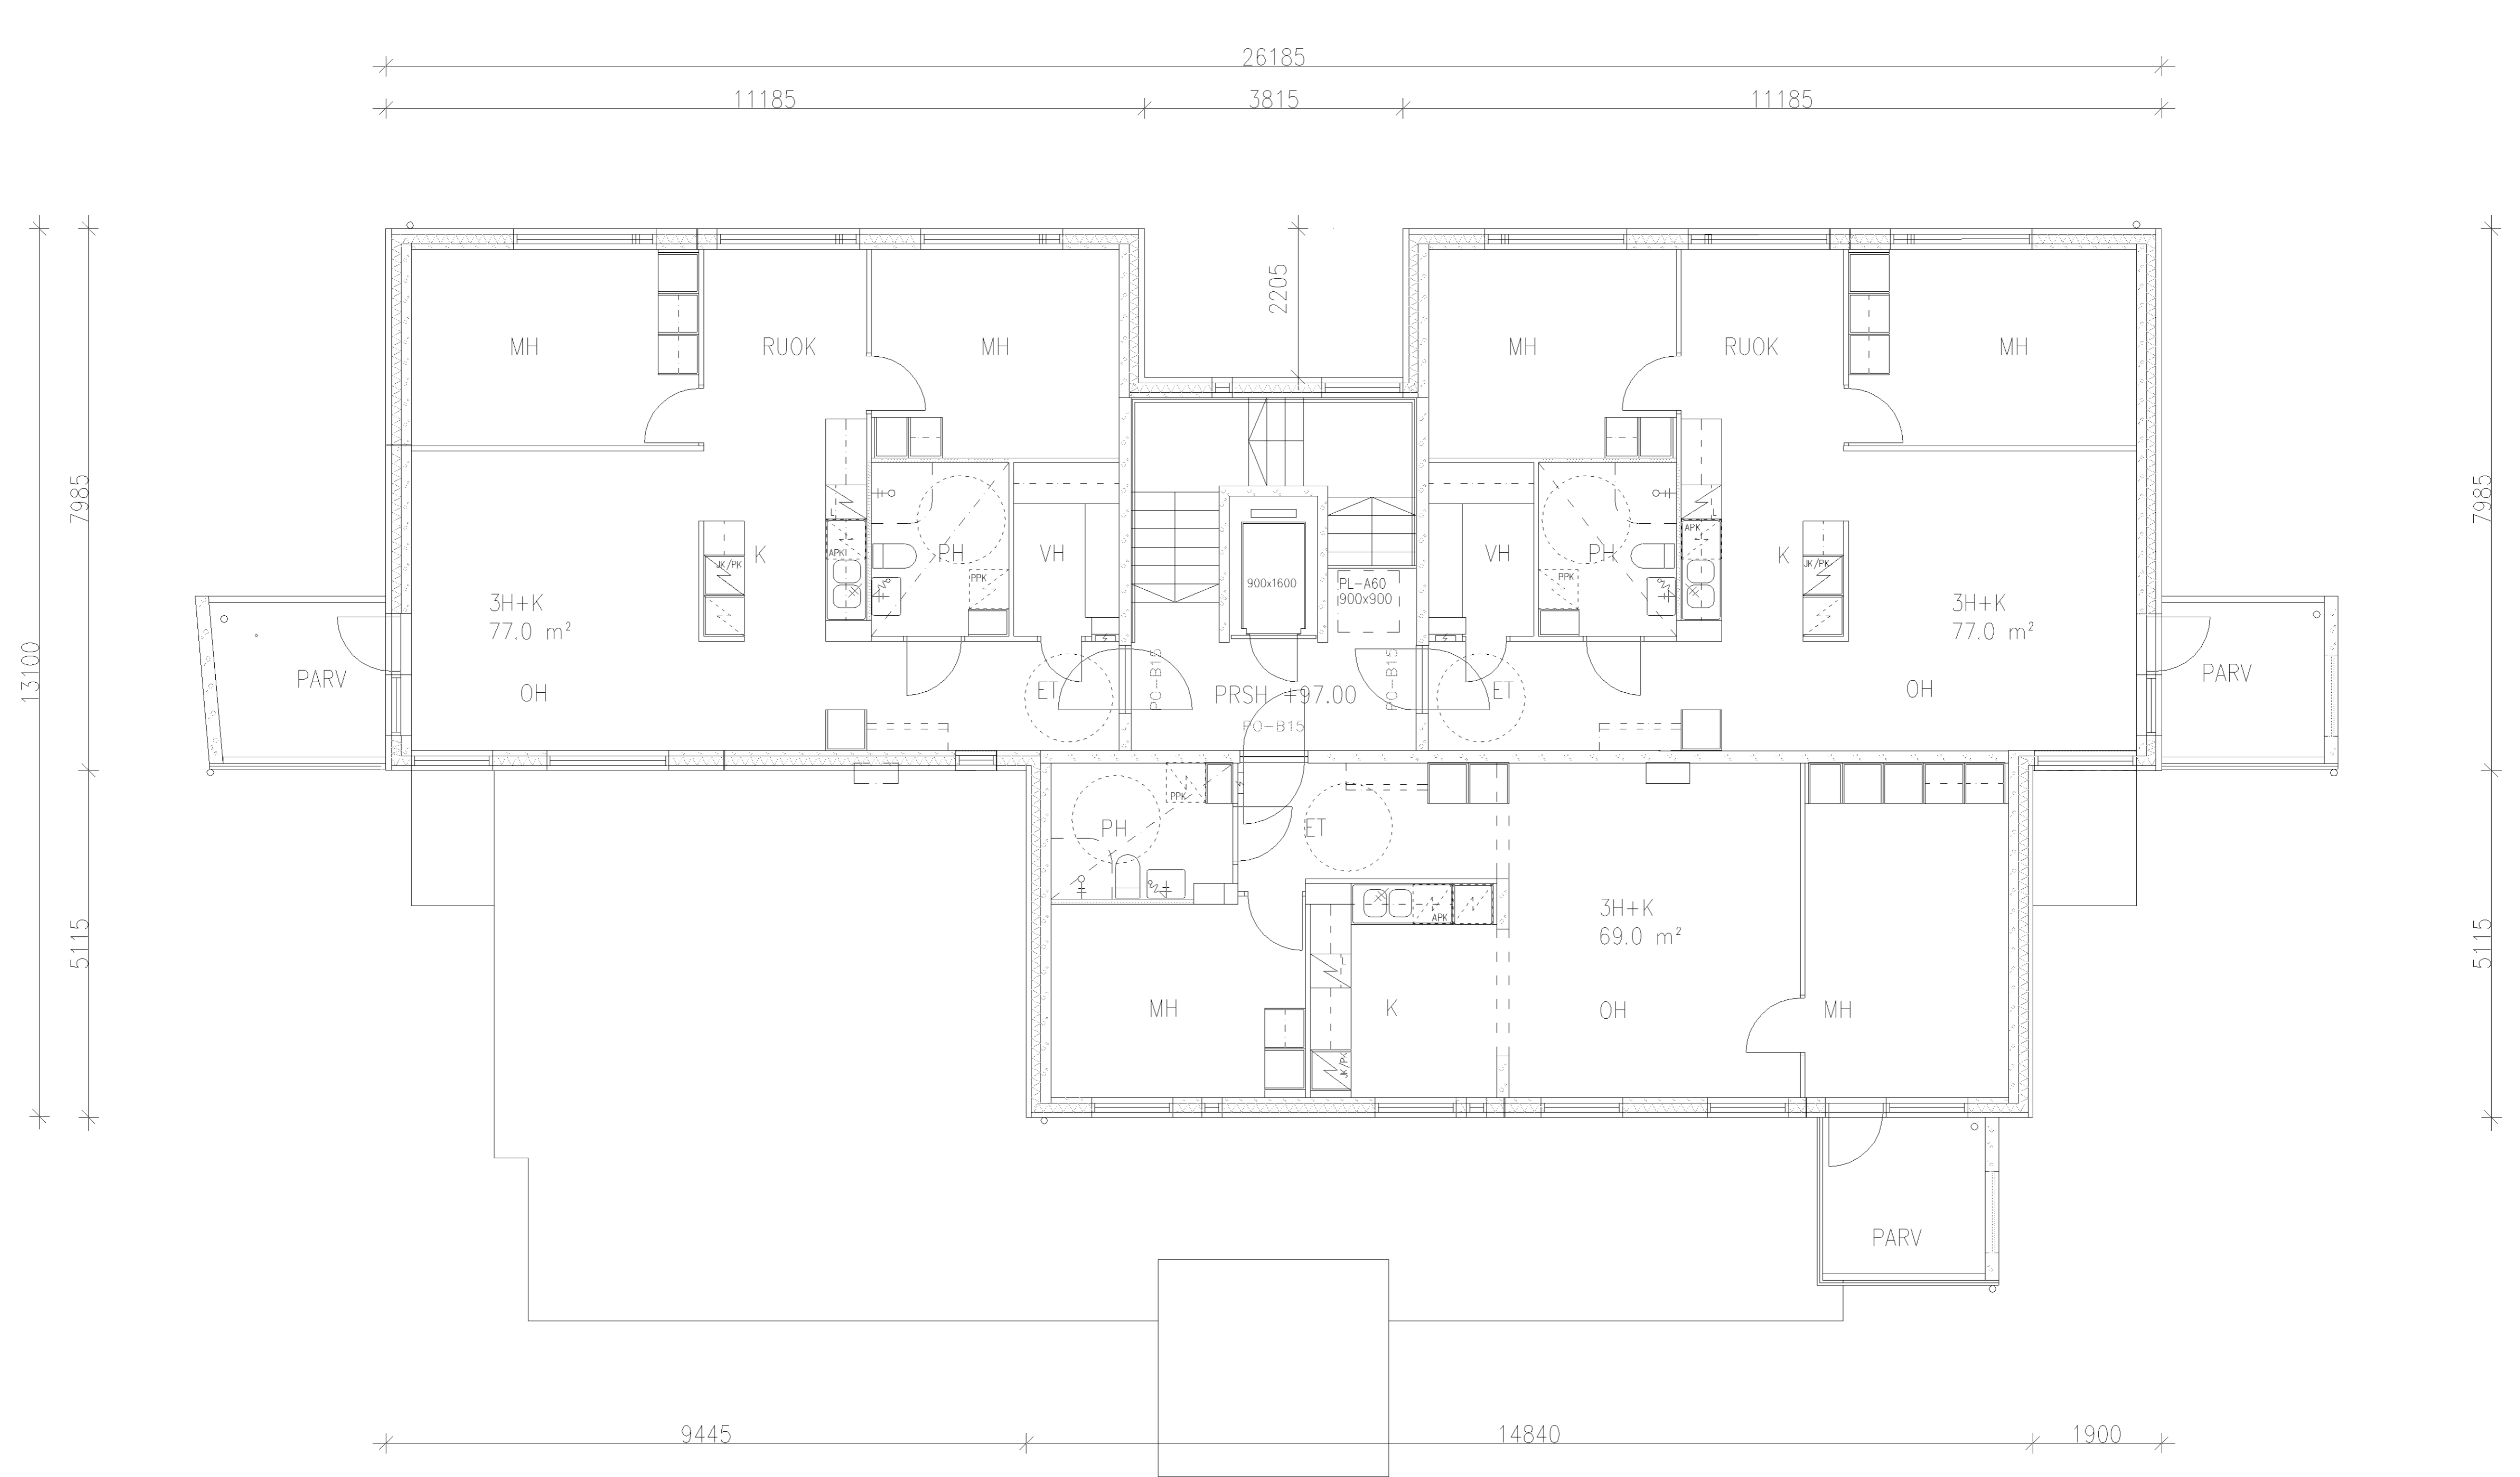 26185
11185
3815
11185
2205
MH
RUOK
MH
MH
RUOK
MH
7985
7985
L
L
APK
APK
K
JK/PK
PH
VH
VH
PH
K
JK/PK
PPK
PPK
900x1600
PL-A60
900x900
3H+K
77.0 m²
3H+K
77.0 m²
13100
PARV
OH
ET
PO-B15
PRSH +97.00
PO-B15
PO-B15
ET
OH
PARV
PPK
PH
ET
3H+K
69.0 m²
APK
5115
5115
L
MH
K
OH
MH
JK/PK
PARV
9445
14840
1900